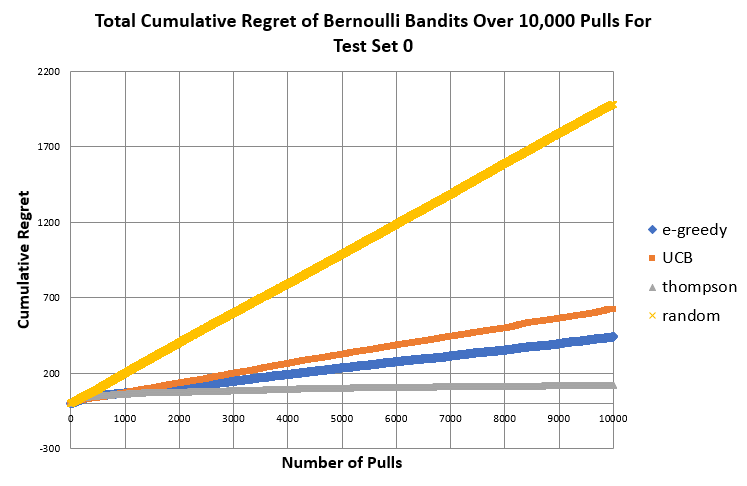 Total Cumulative Regret of Bernoulli Bandits Over 10,000 Pulls For
Test Set 0
2200
1700
1200
700
200
-300
Cumulative Regret
0
1000
2000
3000
4000
5000
6000
7000
8000
9000
10000
Number of Pulls
e-greedy
UCB
thompson
random